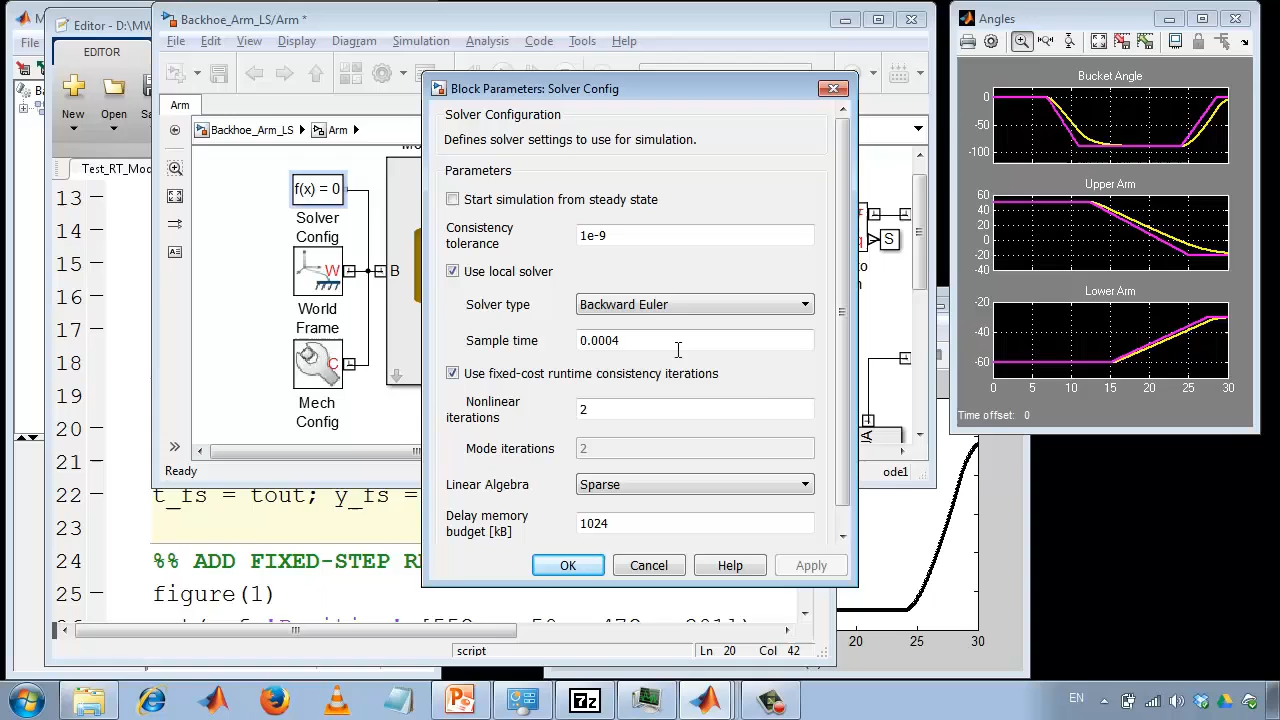 M
File
Ba
Editor - D:\MW
EDITOR
New
Open
Sa
Test_RT_Mod
13
14
15
16
17
18
19
20
21
22
23
24
25
t_fs = tout; y_fs =
%% ADD FIXED-STEP R
figure(1)
script
Ln 20 Col 42
Backhoe_Arm_LS/Arm *
File Edit View Display Diagram Simulation Analysis Code Tools Help
Arm
Backhoe_Arm_LS
Arm
f(x) = 0
Solver
Config
W
B
World
Frame
C
Mech
Config
S
q
to
n
A
Ready
ode1
Block Parameters: Solver Config
Solver Configuration
Defines solver settings to use for simulation.
Parameters
Start simulation from steady state
Consistency
tolerance
1e-9
Use local solver
Solver type
Backward Euler
Sample time
0.0004
Use fixed-cost runtime consistency iterations
Nonlinear
iterations
2
Mode iterations
2
Linear Algebra
Sparse
Delay memory
budget [kB]
1024
OK
Cancel
Help
Apply
Angles
Bucket Angle
0
-50
-100
Upper Arm
60
40
20
0
-20
-40
Lower Arm
-20
-40
-60
0 5 10 15 20 25 30
Time offset: 0
20 25 30
7z
EN